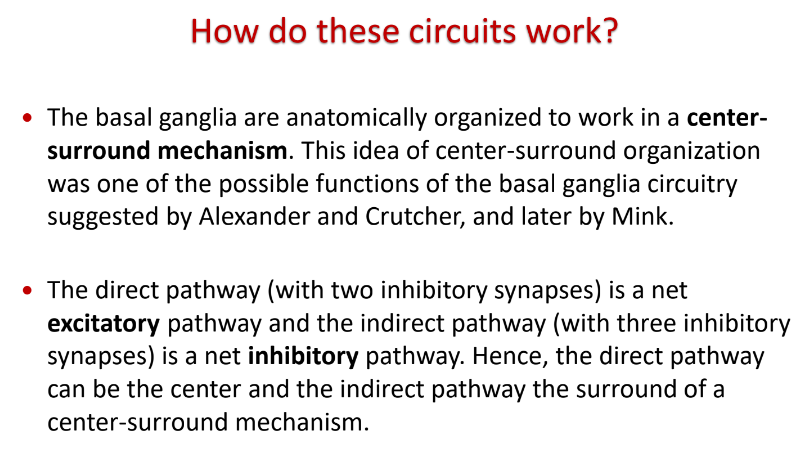 How do these circuits work?
• The basal ganglia are anatomically organized to work in a center-
surround mechanism. This idea of center-surround organization
was one of the possible functions of the basal ganglia circuitry
suggested by Alexander and Crutcher, and later by Mink.
• The direct pathway (with two inhibitory synapses) is a net
excitatory pathway and the indirect pathway (with three inhibitory
synapses) is a net inhibitory pathway. Hence, the direct pathway
can be the center and the indirect pathway the surround of a
center-surround mechanism.